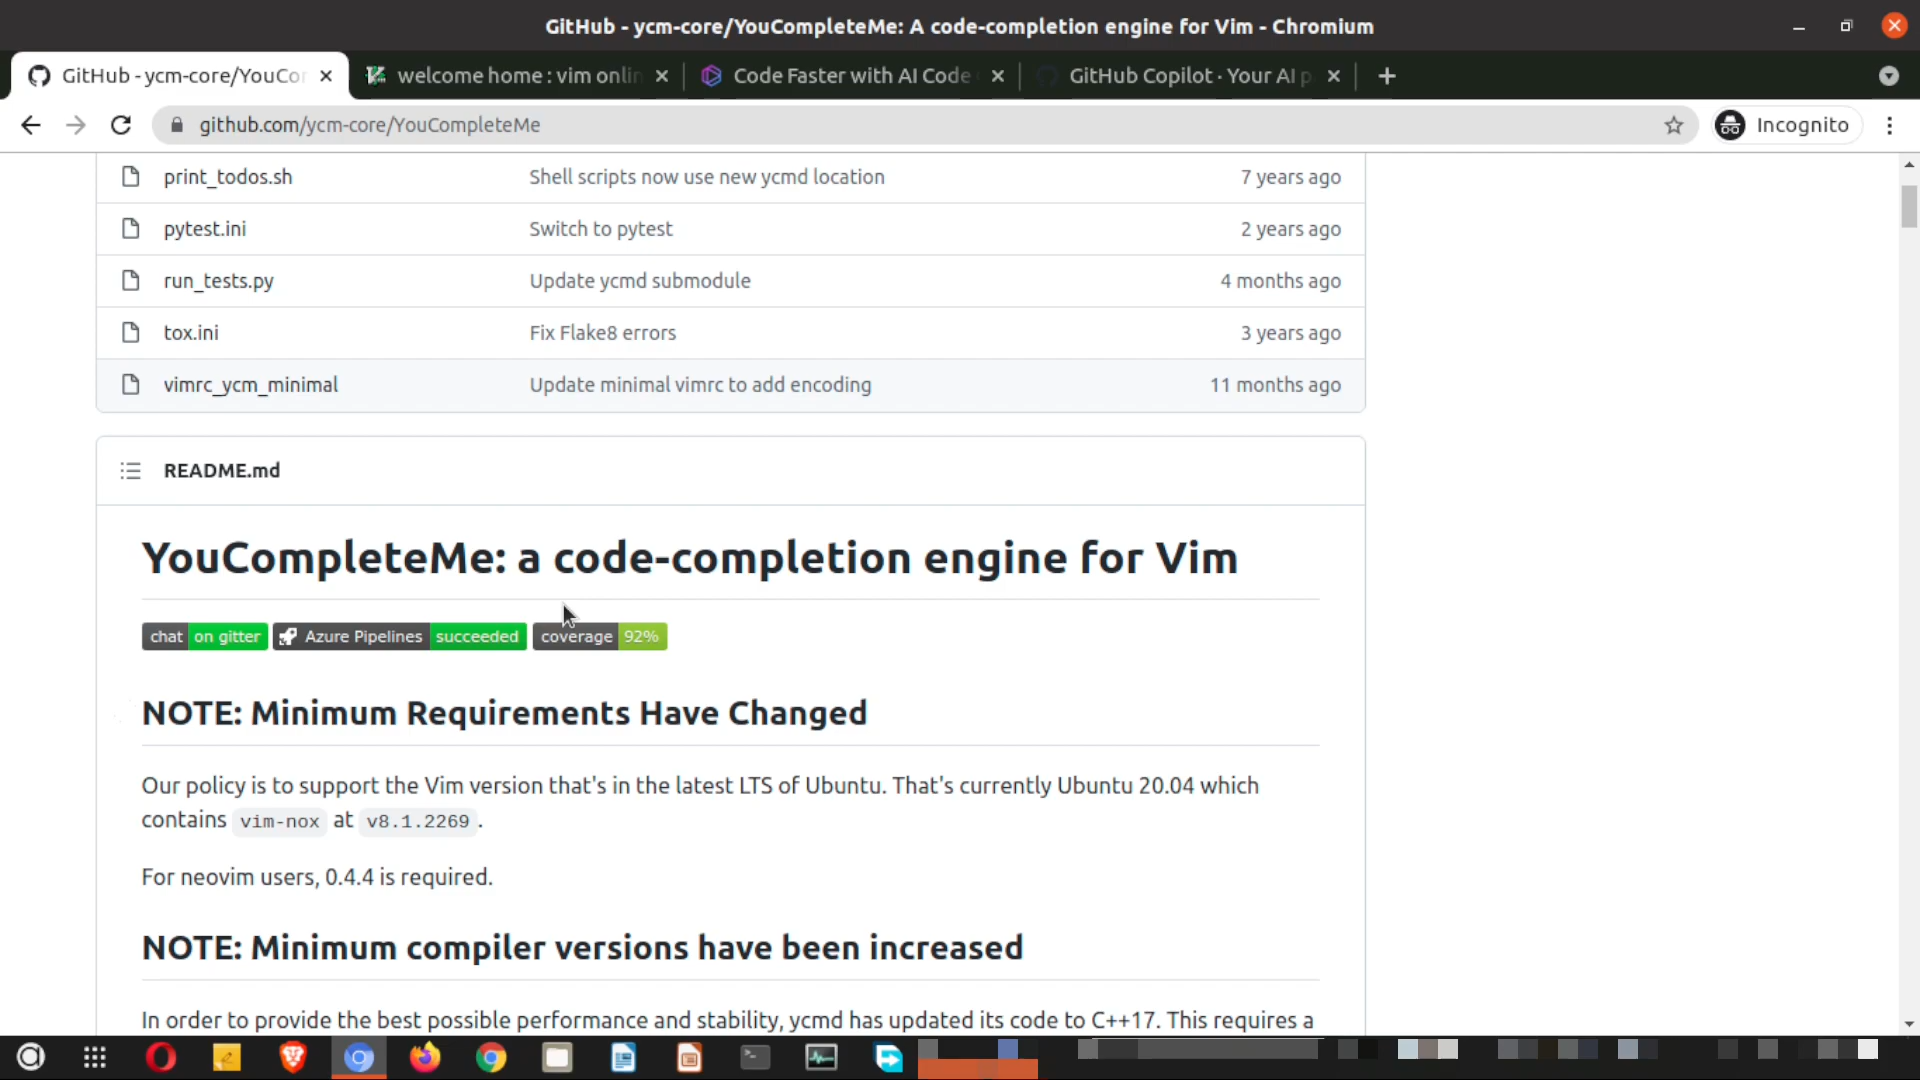 GitHub - ycm-core/YouCompleteMe: A code-completion engine for Vim - Chromium
GitHub - ycm-core/YouCo
welcome home : vim onlin
Code Faster with AI Code
GitHub Copilot · Your AI p
github.com/ycm-core/YouCompleteMe
Incognito
print_todos.sh Shell scripts now use new ycmd location 7 years ago
pytest.ini Switch to pytest 2 years ago
run_tests.py Update ycmd submodule 4 months ago
tox.ini Fix Flake8 errors 3 years ago
vimrc_ycm_minimal Update minimal vimrc to add encoding 11 months ago
README.md
YouCompleteMe: a code-completion engine for Vim
chat on gitter Azure Pipelines succeeded coverage 92%
NOTE: Minimum Requirements Have Changed
Our policy is to support the Vim version that's in the latest LTS of Ubuntu. That's currently Ubuntu 20.04 which
contains vim-nox at v8.1.2269 .
For neovim users, 0.4.4 is required.
NOTE: Minimum compiler versions have been increased
In order to provide the best possible performance and stability, ycmd has updated its code to C++17. This requires a